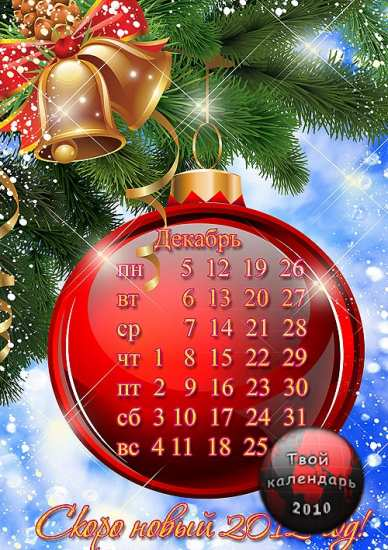 Декабрь
пн 5 12 19 26
вт 6 13 20 27
ср 7 14 21 28
чт 1 8 15 22 29
пт 2 9 16 23 30
сб 3 10 17 24 31
вс 4 11 18 25
Твой
календарь
2010
Скоро новый 2012 год!